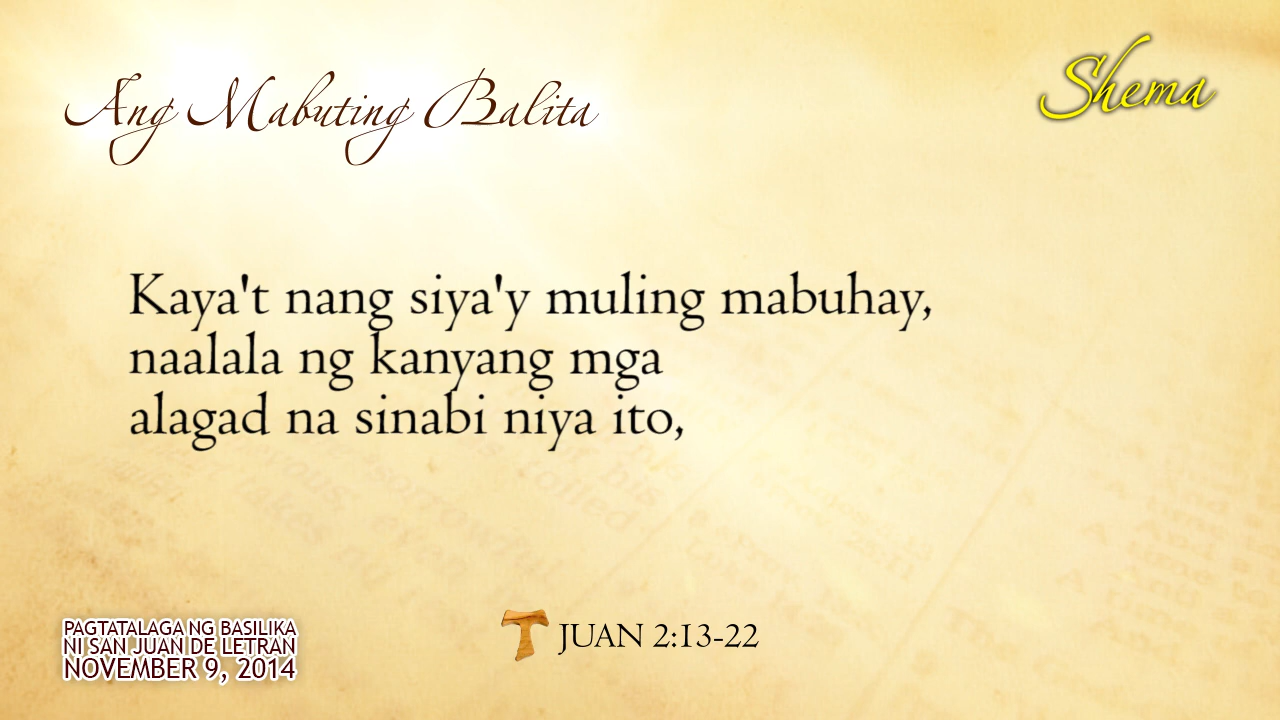 Ang Mabuting Balita
Shema
Kaya't nang siya'y muling mabuhay,
naalala ng kanyang mga
alagad na sinabi niya ito,
PAGTATALAGA NG BASILIKA
NI SAN JUAN DE LETRAN
NOVEMBER 9, 2014
JUAN 2:13-22